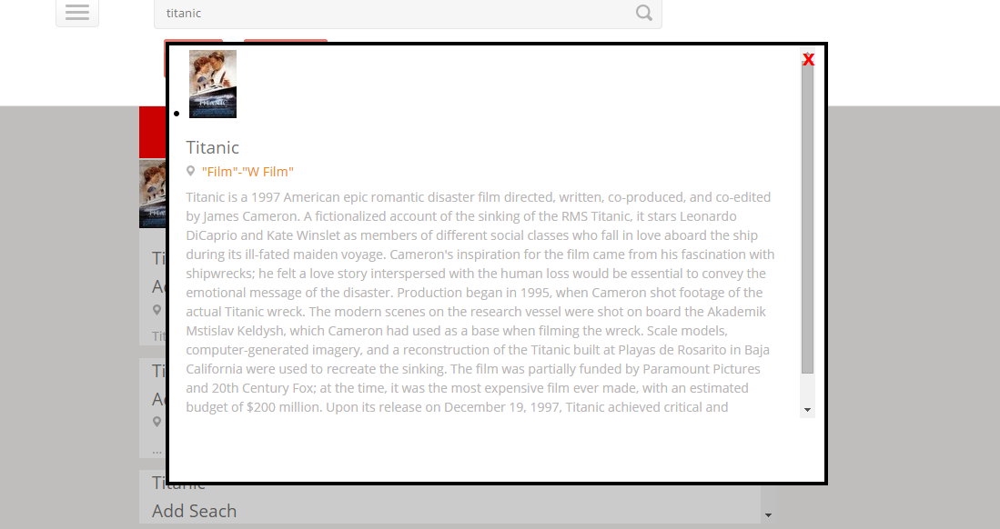 titanic
X
TITANIC
Titanic
"Film"-"W Film"
Titanic is a 1997 American epic romantic disaster film directed, written, co-produced, and co-edited
by James Cameron. A fictionalized account of the sinking of the RMS Titanic, it stars Leonardo
DiCaprio and Kate Winslet as members of different social classes who fall in love aboard the ship
during its ill-fated maiden voyage. Cameron's inspiration for the film came from his fascination with
shipwrecks; he felt a love story interspersed with the human loss would be essential to convey the
emotional message of the disaster. Production began in 1995, when Cameron shot footage of the
actual Titanic wreck. The modern scenes on the research vessel were shot on board the Akademik
Mstislav Keldysh, which Cameron had used as a base when filming the wreck. Scale models,
computer-generated imagery, and a reconstruction of the Titanic built at Playas de Rosarito in Baja
California were used to recreate the sinking. The film was partially funded by Paramount Pictures
and 20th Century Fox; at the time, it was the most expensive film ever made, with an estimated
budget of $200 million. Upon its release on December 19, 1997, Titanic achieved critical and
Ti
Ad
Tit
Ti
Ad
...
Titanic
Add Seach